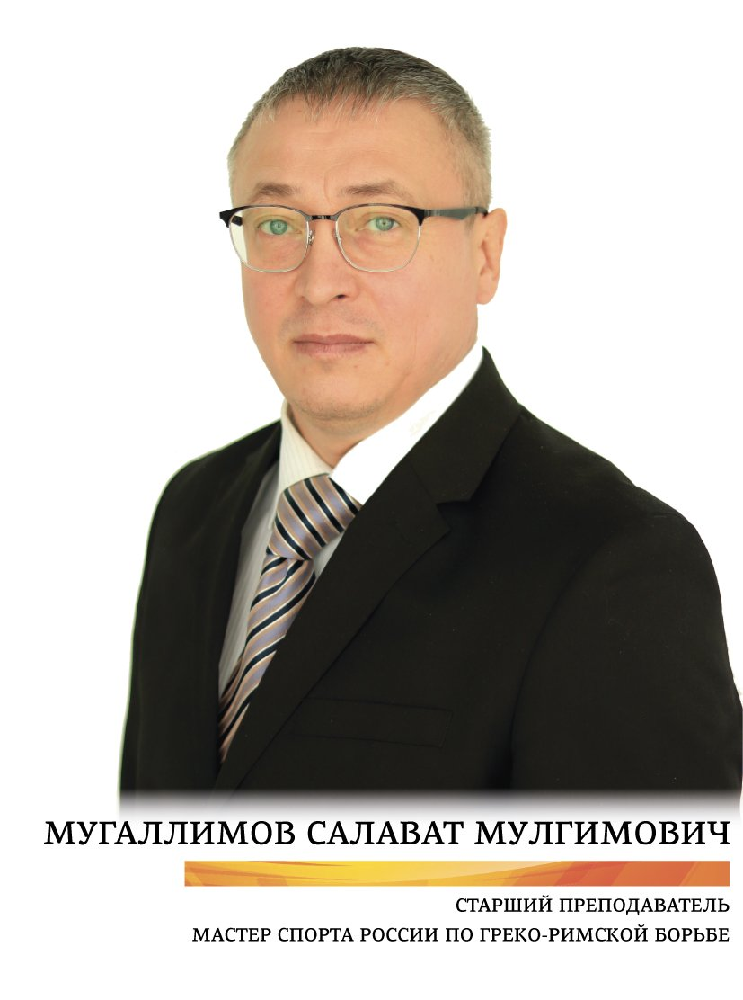 МУГАЛЛИМОВ САЛАВАТ МУЛГИМОВИЧ
СТАРШИЙ ПРЕПОДАВАТЕЛЬ
МАСТЕР СПОРТА РОССИИ ПО ГРЕКО-РИМСКОЙ БОРЬБЕ